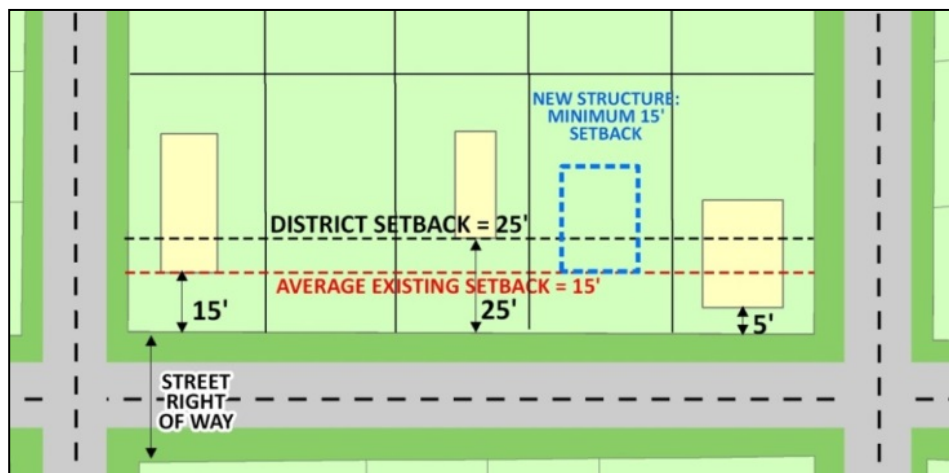 NEW STRUCTURE:
MINIMUM 15'
SETBACK
DISTRICT SETBACK = 25'
AVERAGE EXISTING SETBACK = 15'
15'
25'
5'
STREET
RIGHT
OF WAY